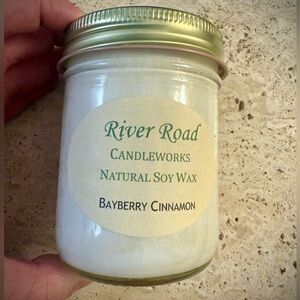 River Road
Candleworks
Natural Soy Wax
Bayberry Cinnamon